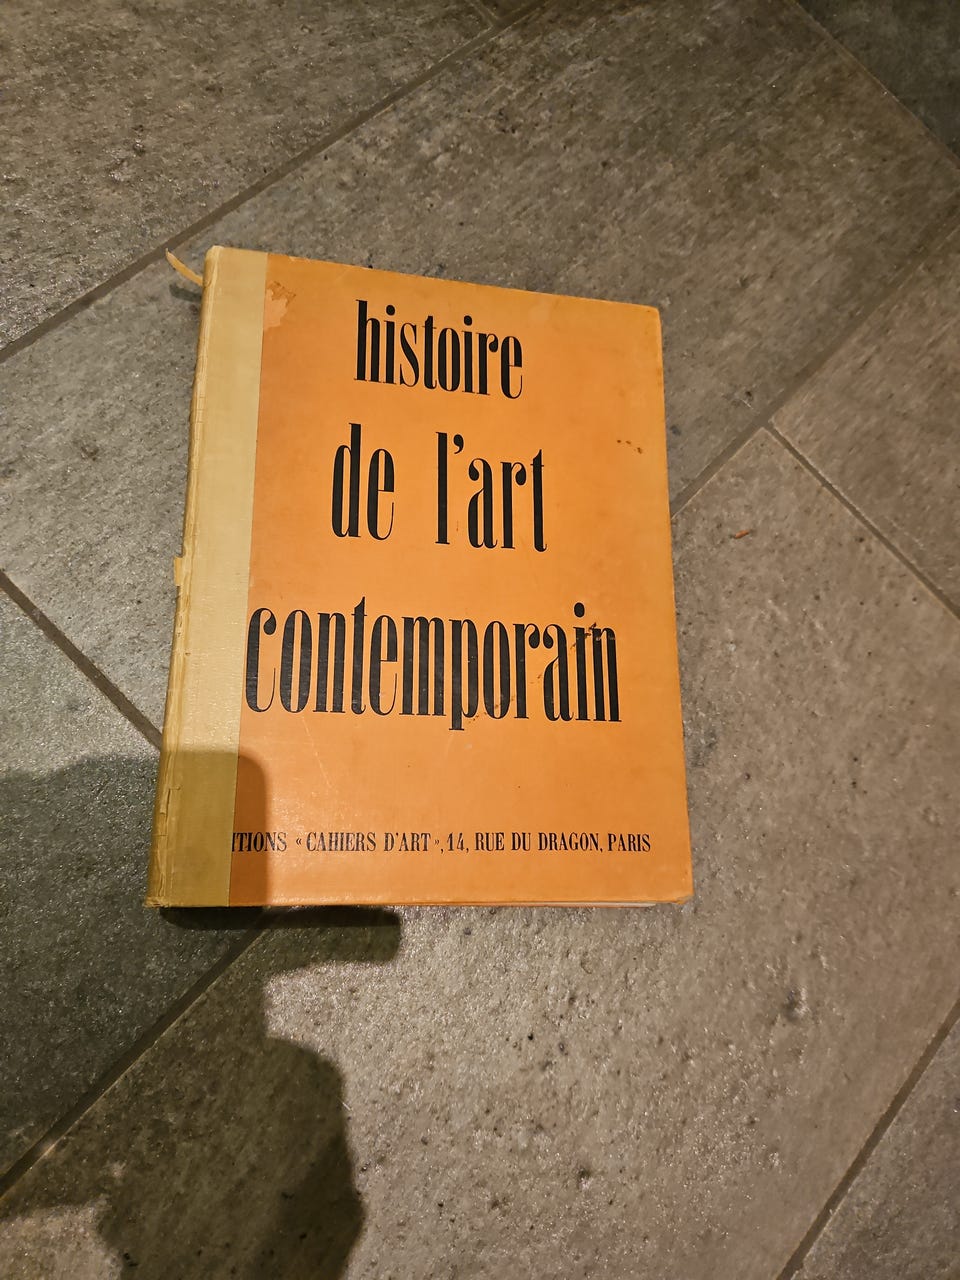 histoire
de l'art
contemporain
ITIONS « CAHIERS D'ART », 14, RUE DU DRAGON, PARIS